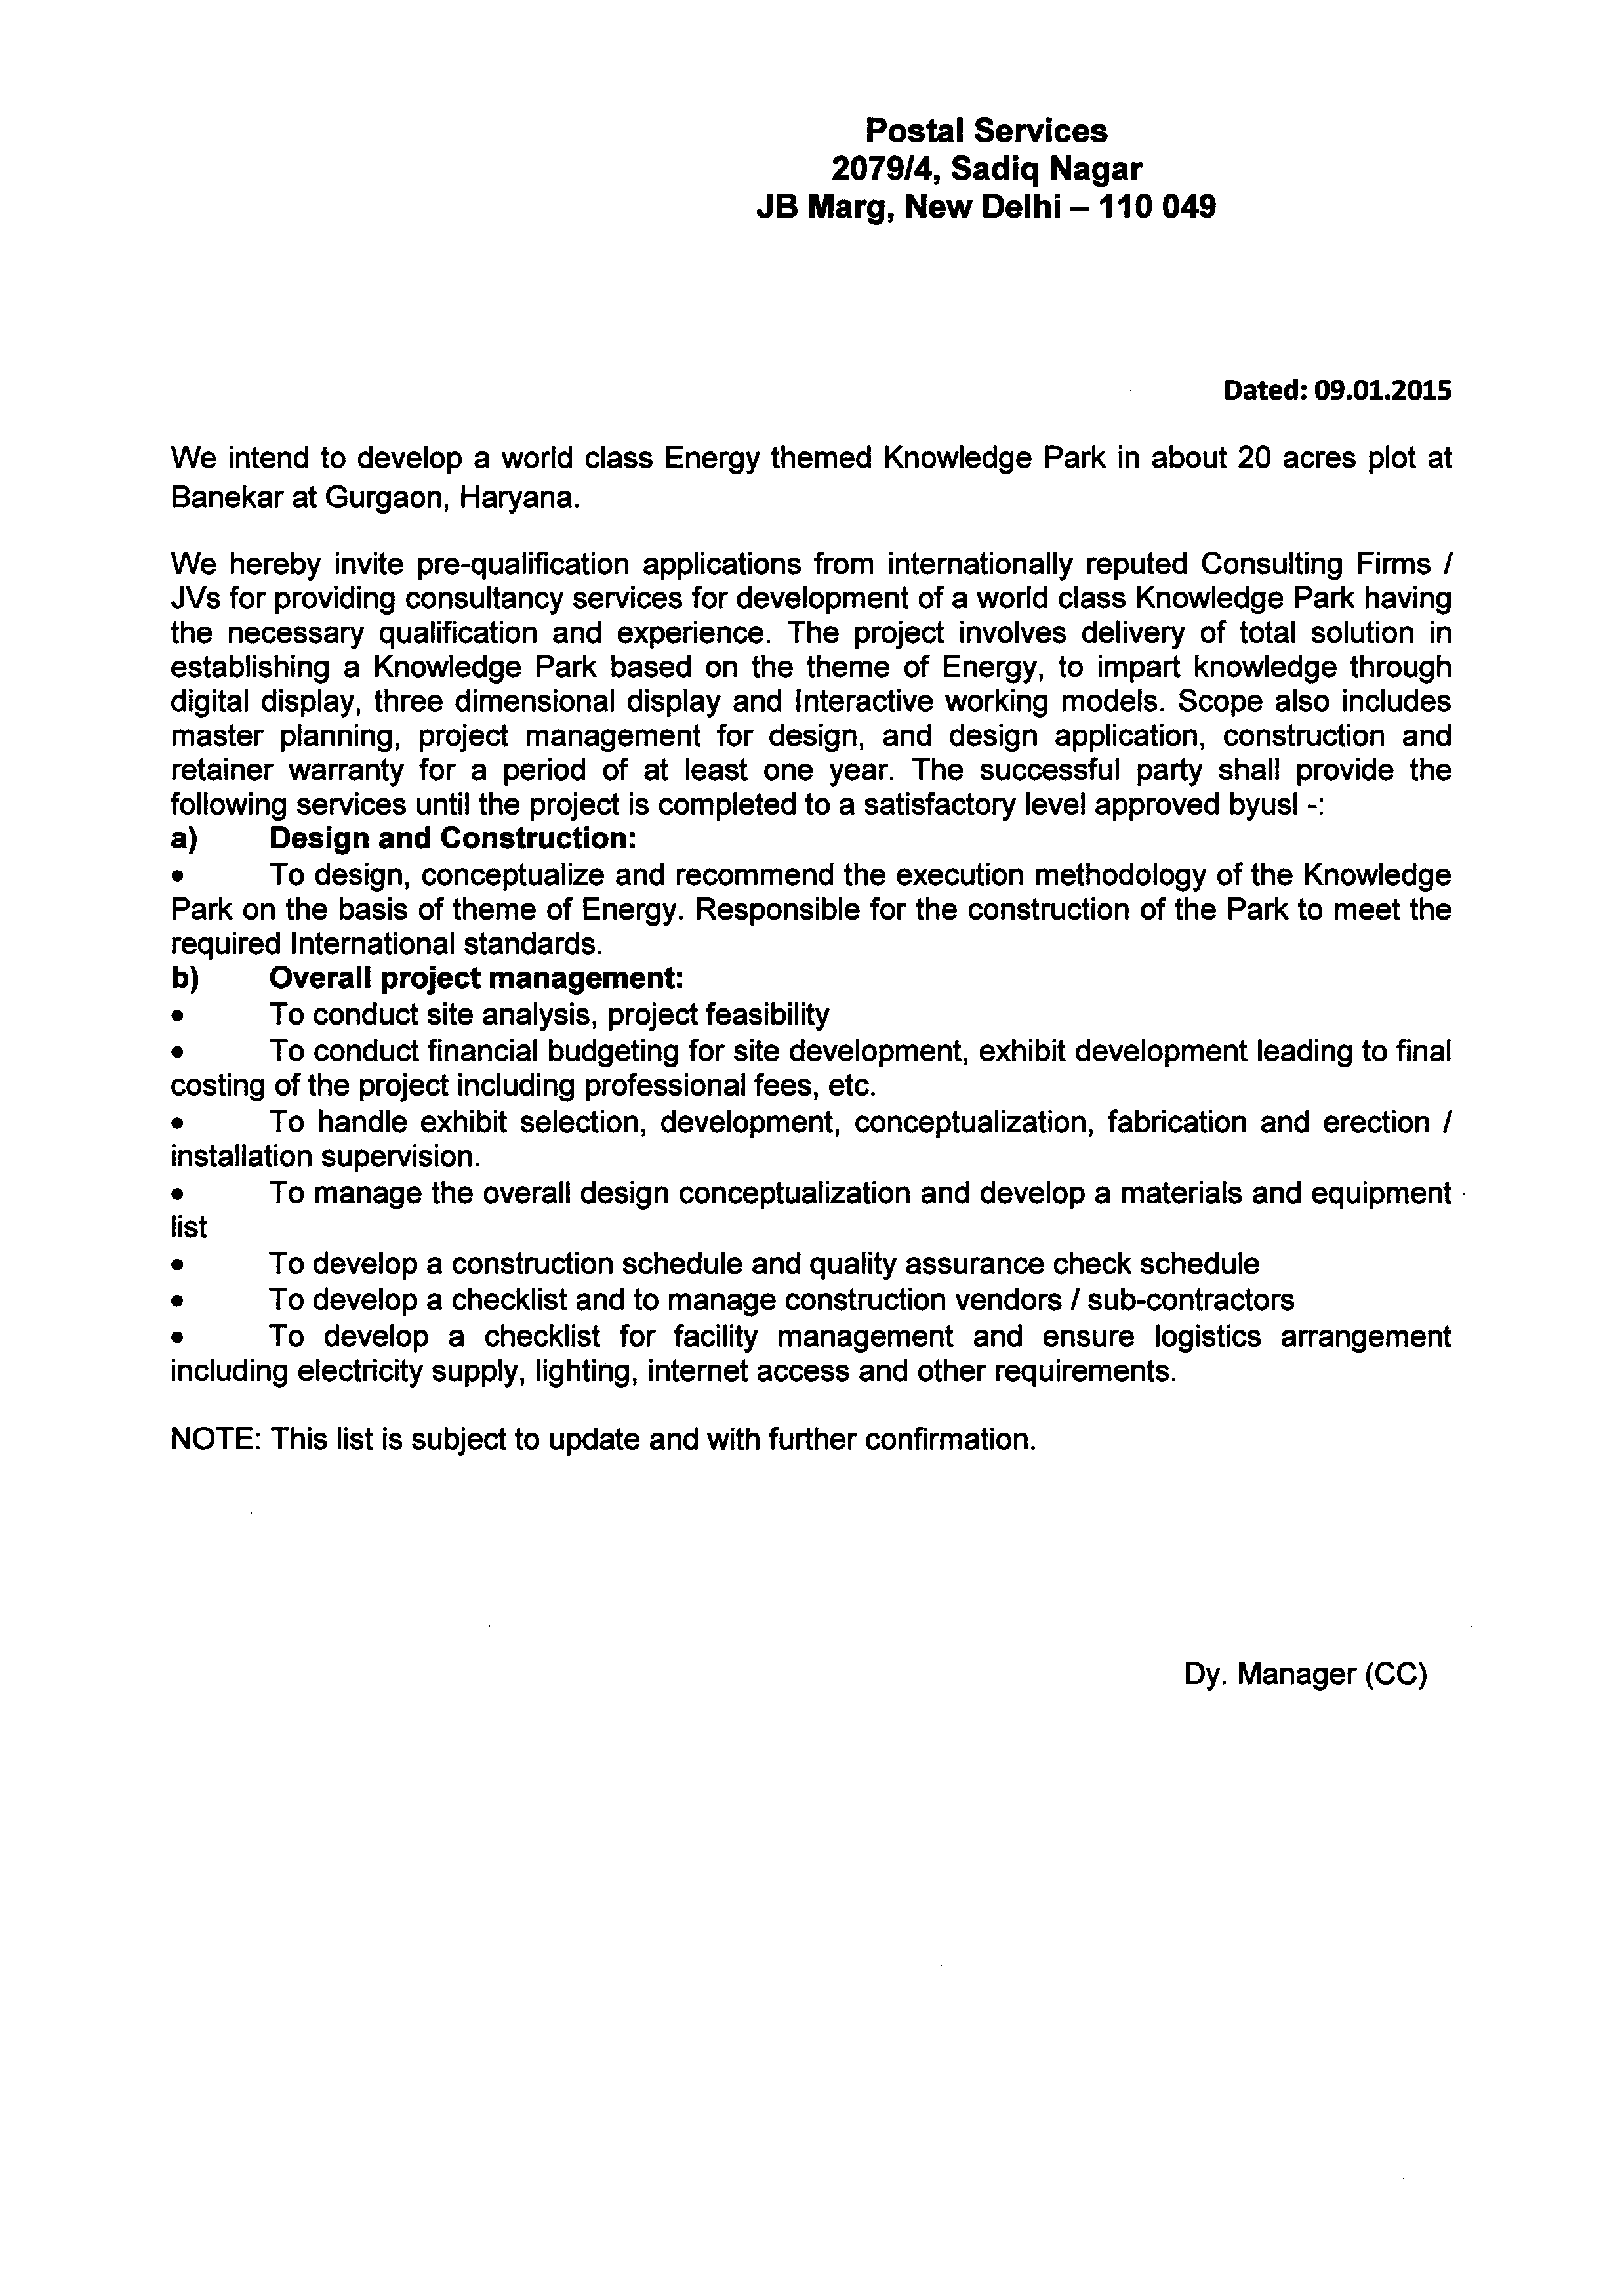 Postal Services
2079/4, Sadiq Nagar
JB Marg, New Delhi – 110 049
Dated: 09.01.2015
We intend to develop a world class Energy themed Knowledge Park in about 20 acres plot at
Banekar at Gurgaon, Haryana.
We hereby invite pre-qualification applications from internationally reputed Consulting Firms /
JVs for providing consultancy services for development of a world class Knowledge Park having
the necessary qualification and experience. The project involves delivery of total solution in
establishing a Knowledge Park based on the theme of Energy, to impart knowledge through
digital display, three dimensional display and Interactive working models. Scope also includes
master planning, project management for design, and design application, construction and
retainer warranty for a period of at least one year. The successful party shall provide the
following services until the project is completed to a satisfactory level approved byusl -:
a) Design and Construction:
• To design, conceptualize and recommend the execution methodology of the Knowledge
Park on the basis of theme of Energy. Responsible for the construction of the Park to meet the
required International standards.
b) Overall project management:
• To conduct site analysis, project feasibility
• To conduct financial budgeting for site development, exhibit development leading to final
costing of the project including professional fees, etc.
• To handle exhibit selection, development, conceptualization, fabrication and erection /
installation supervision.
• To manage the overall design conceptualization and develop a materials and equipment
list
• To develop a construction schedule and quality assurance check schedule
• To develop a checklist and to manage construction vendors / sub-contractors
• To develop a checklist for facility management and ensure logistics arrangement
including electricity supply, lighting, internet access and other requirements.
NOTE: This list is subject to update and with further confirmation.
Dy. Manager (CC)